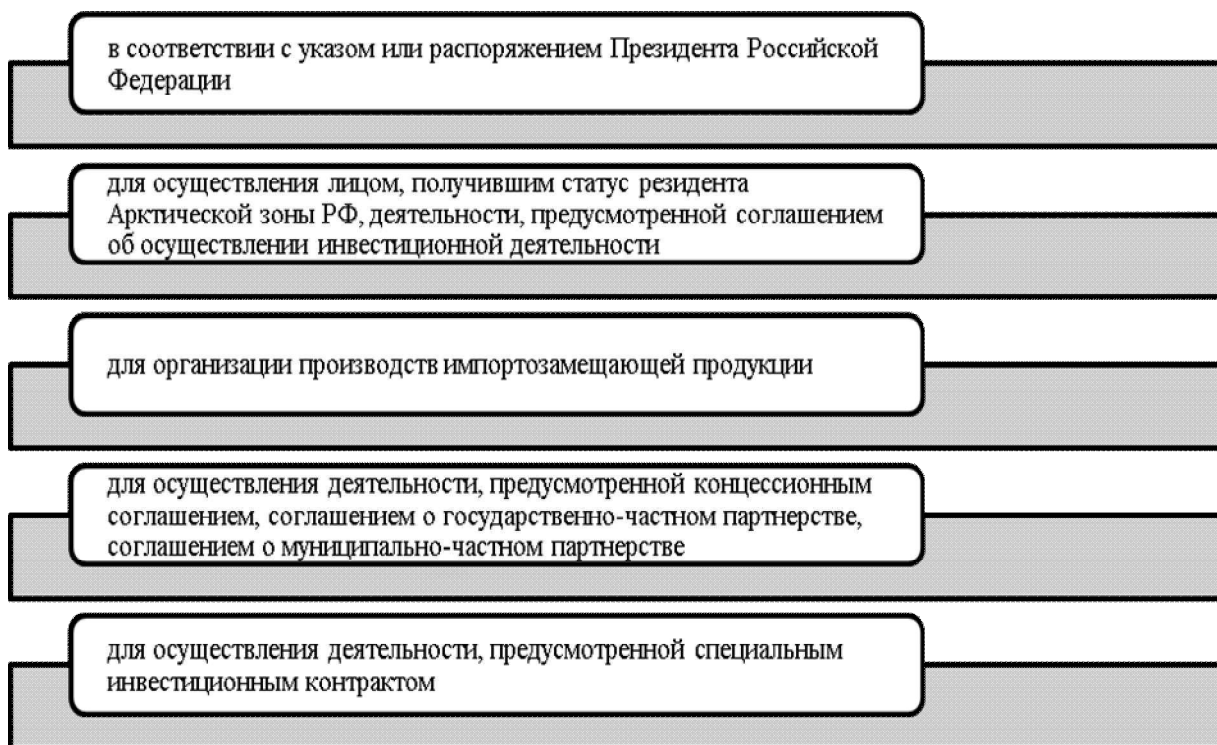 в соответствии с указом или распоряжением Президента Российской
Федерации
для осуществления лицом, получившим статус резидента
Арктической зоны РФ, деятельности, предусмотренной соглашением
об осуществлении инвестиционной деятельности
для организации производств импортозамещающей продукции
для осуществления деятельности, предусмотренной концессионным
соглашением, соглашением о государственно-частном партнерстве,
соглашением о муниципально-частном партнерстве
для осуществления деятельности, предусмотренной специальным
инвестиционным контрактом